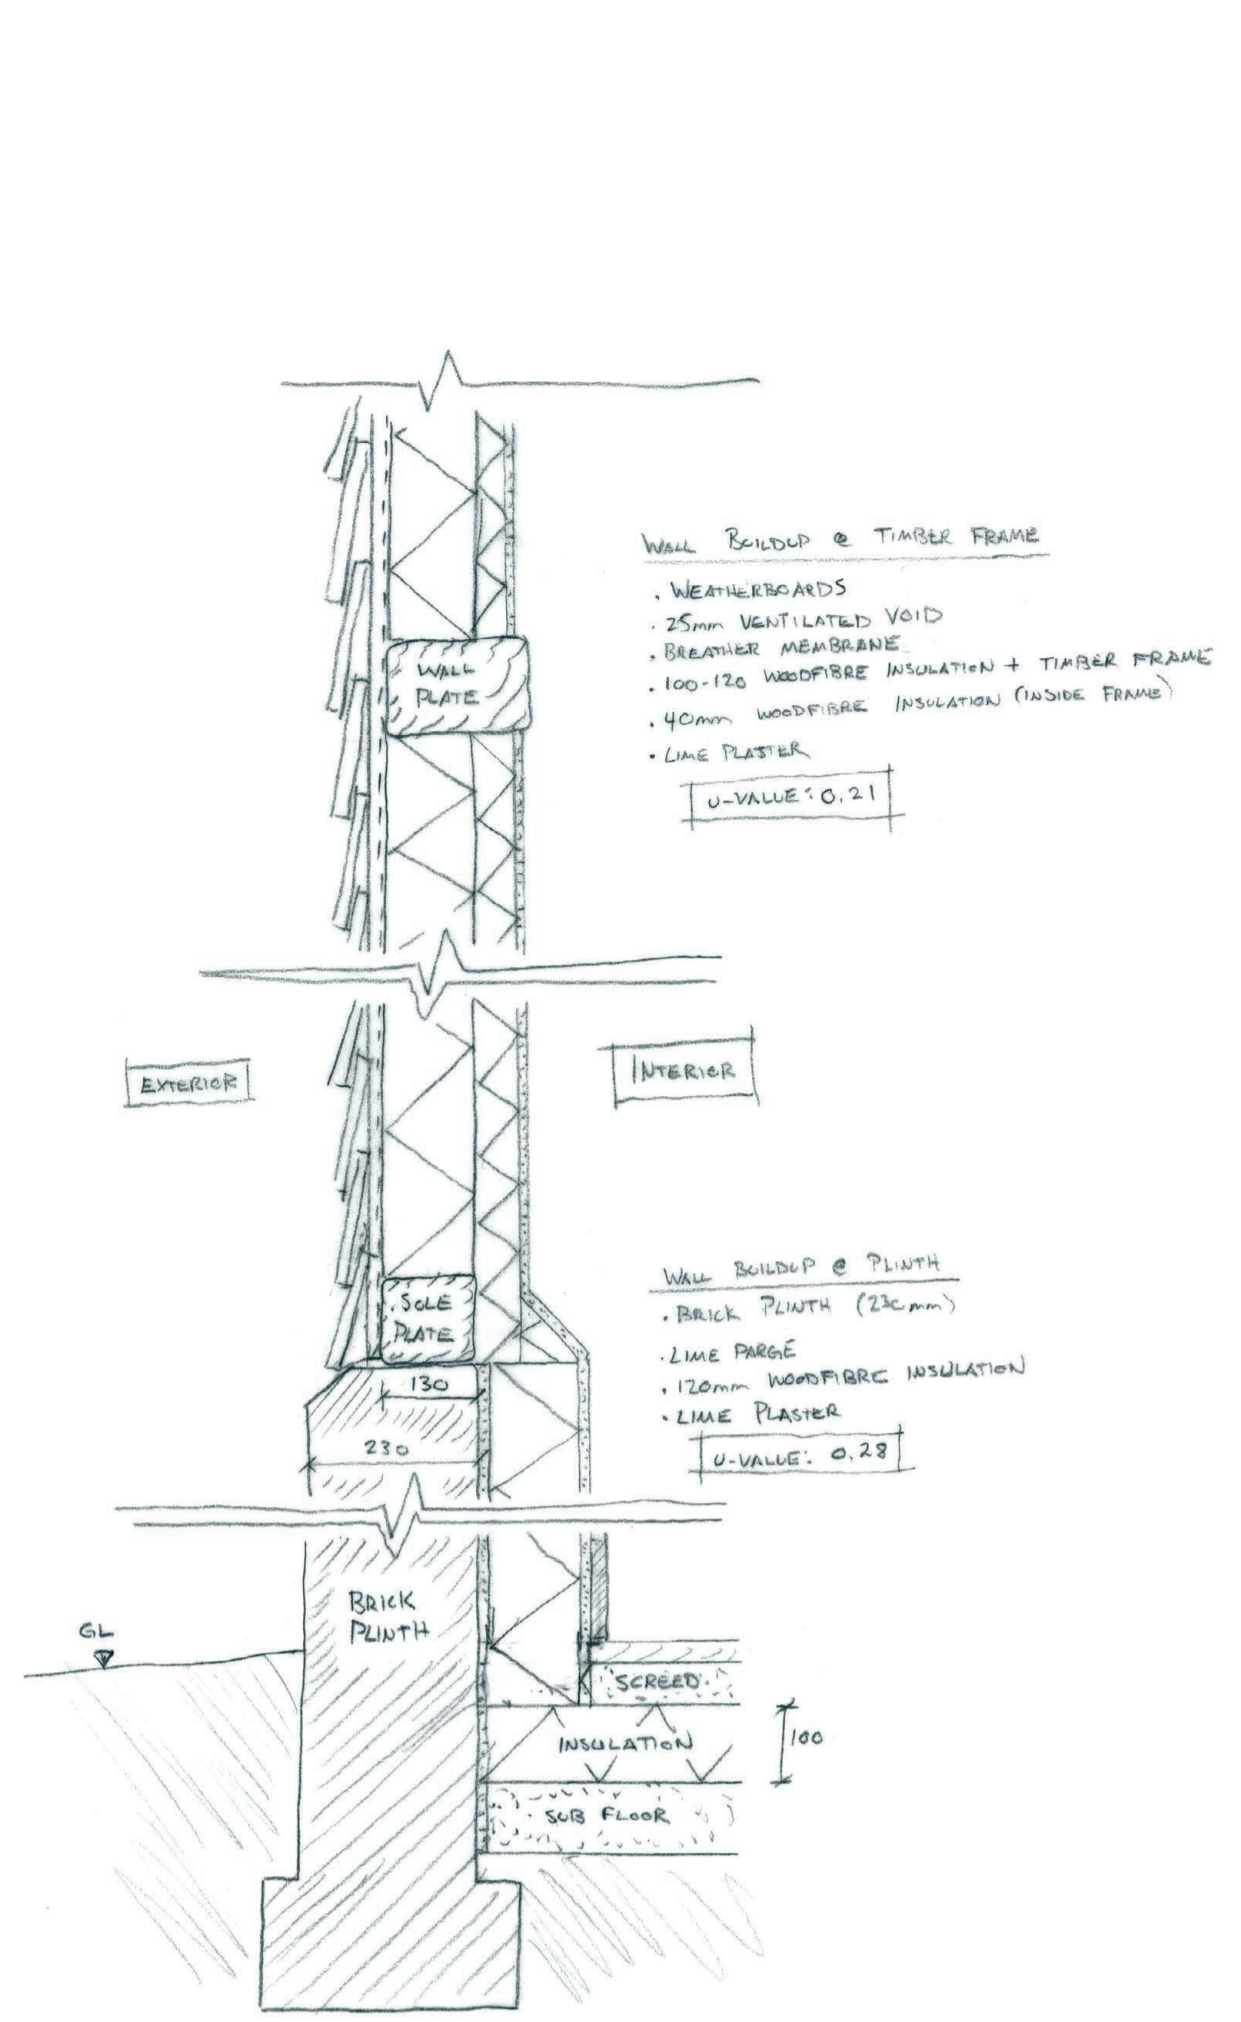 WALL BUILDUP @ TIMBER FRAME
• WEATHERBOARDS
• 25mm VENTILATED VOID
• BREATHER MEMBRANE
• 100-120 WOODFIBRE INSULATION + TIMBER FRAME
• 40mm WOODFIBRE INSULATION (INSIDE FRAME)
• LIME PLASTER
U-VALUE: 0.21
WALL
PLATE
EXTERIOR
INTERIOR
WALL BUILDUP @ PLINTH
• BRICK PLINTH (230mm)
• LIME PARGE
• 120mm WOODFIBRE INSULATION
• LIME PLASTER
U-VALUE: 0.28
SOLE
PLATE
130
230
BRICK
PLINTH
GL
SCREED
INSULATION
100
SUB FLOOR